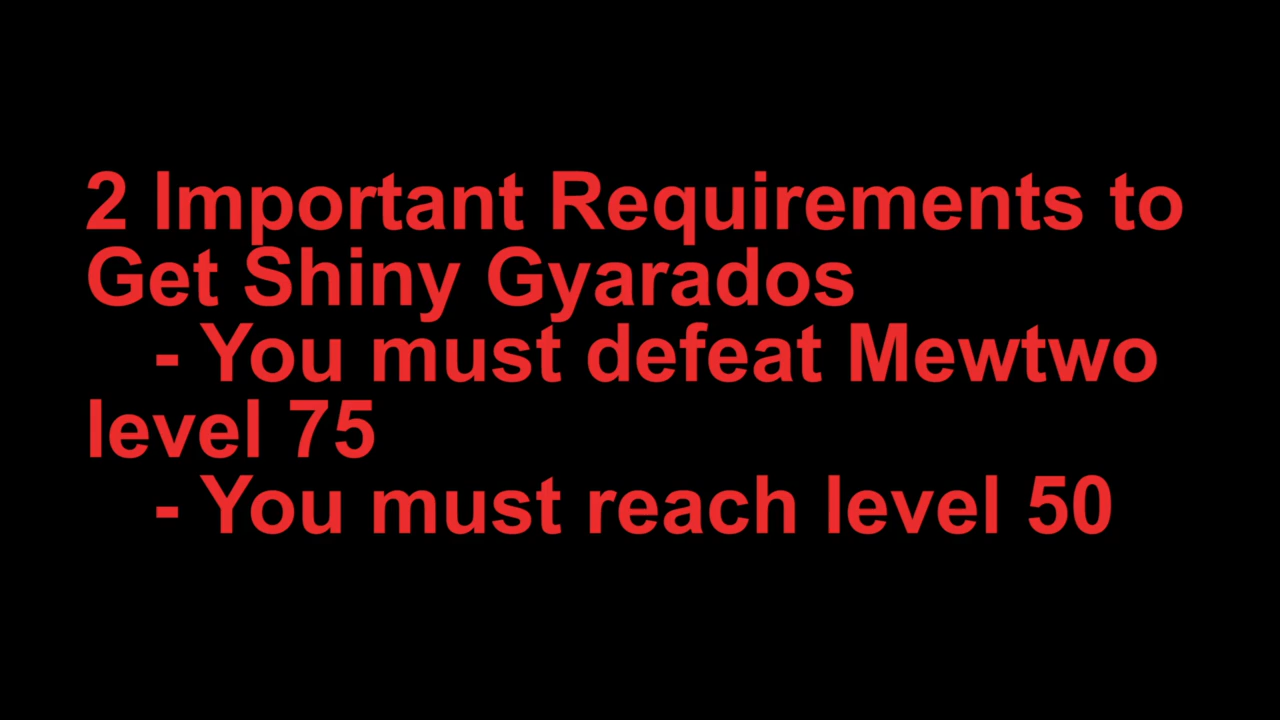 2 Important Requirements to
Get Shiny Gyarados
- You must defeat Mewtwo
level 75
- You must reach level 50